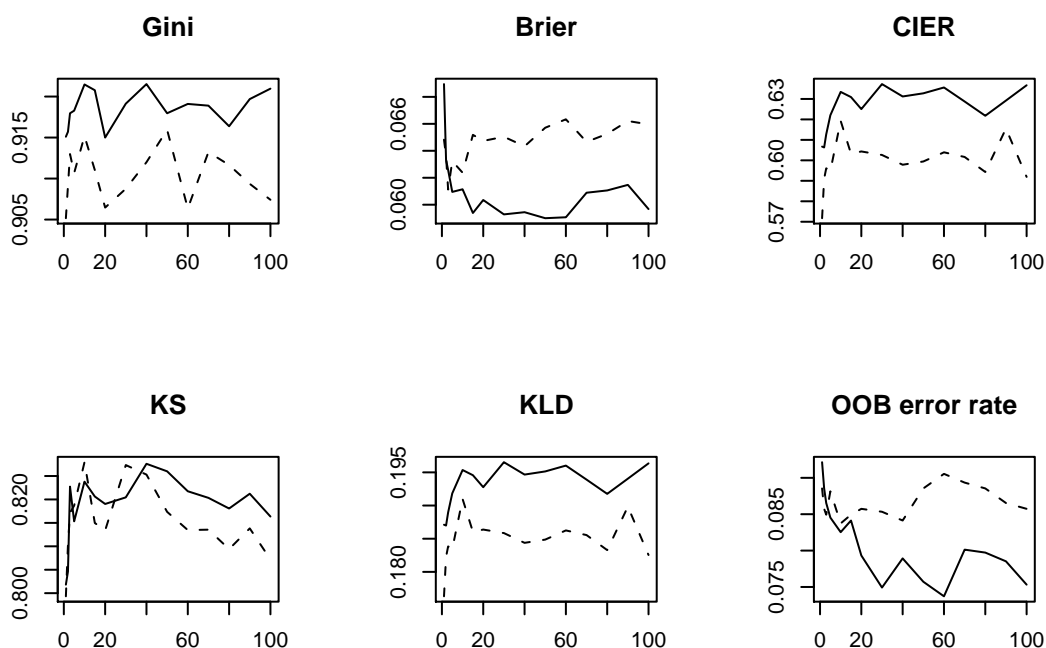 Gini
0.905 0.915
0 20 60 100
Brier
0.060 0.066
0 20 60 100
CIER
0.57 0.60 0.63
0 20 60 100
KS
0.800 0.820
0 20 60 100
KLD
0.180 0.195
0 20 60 100
OOB error rate
0.075 0.085
0 20 60 100